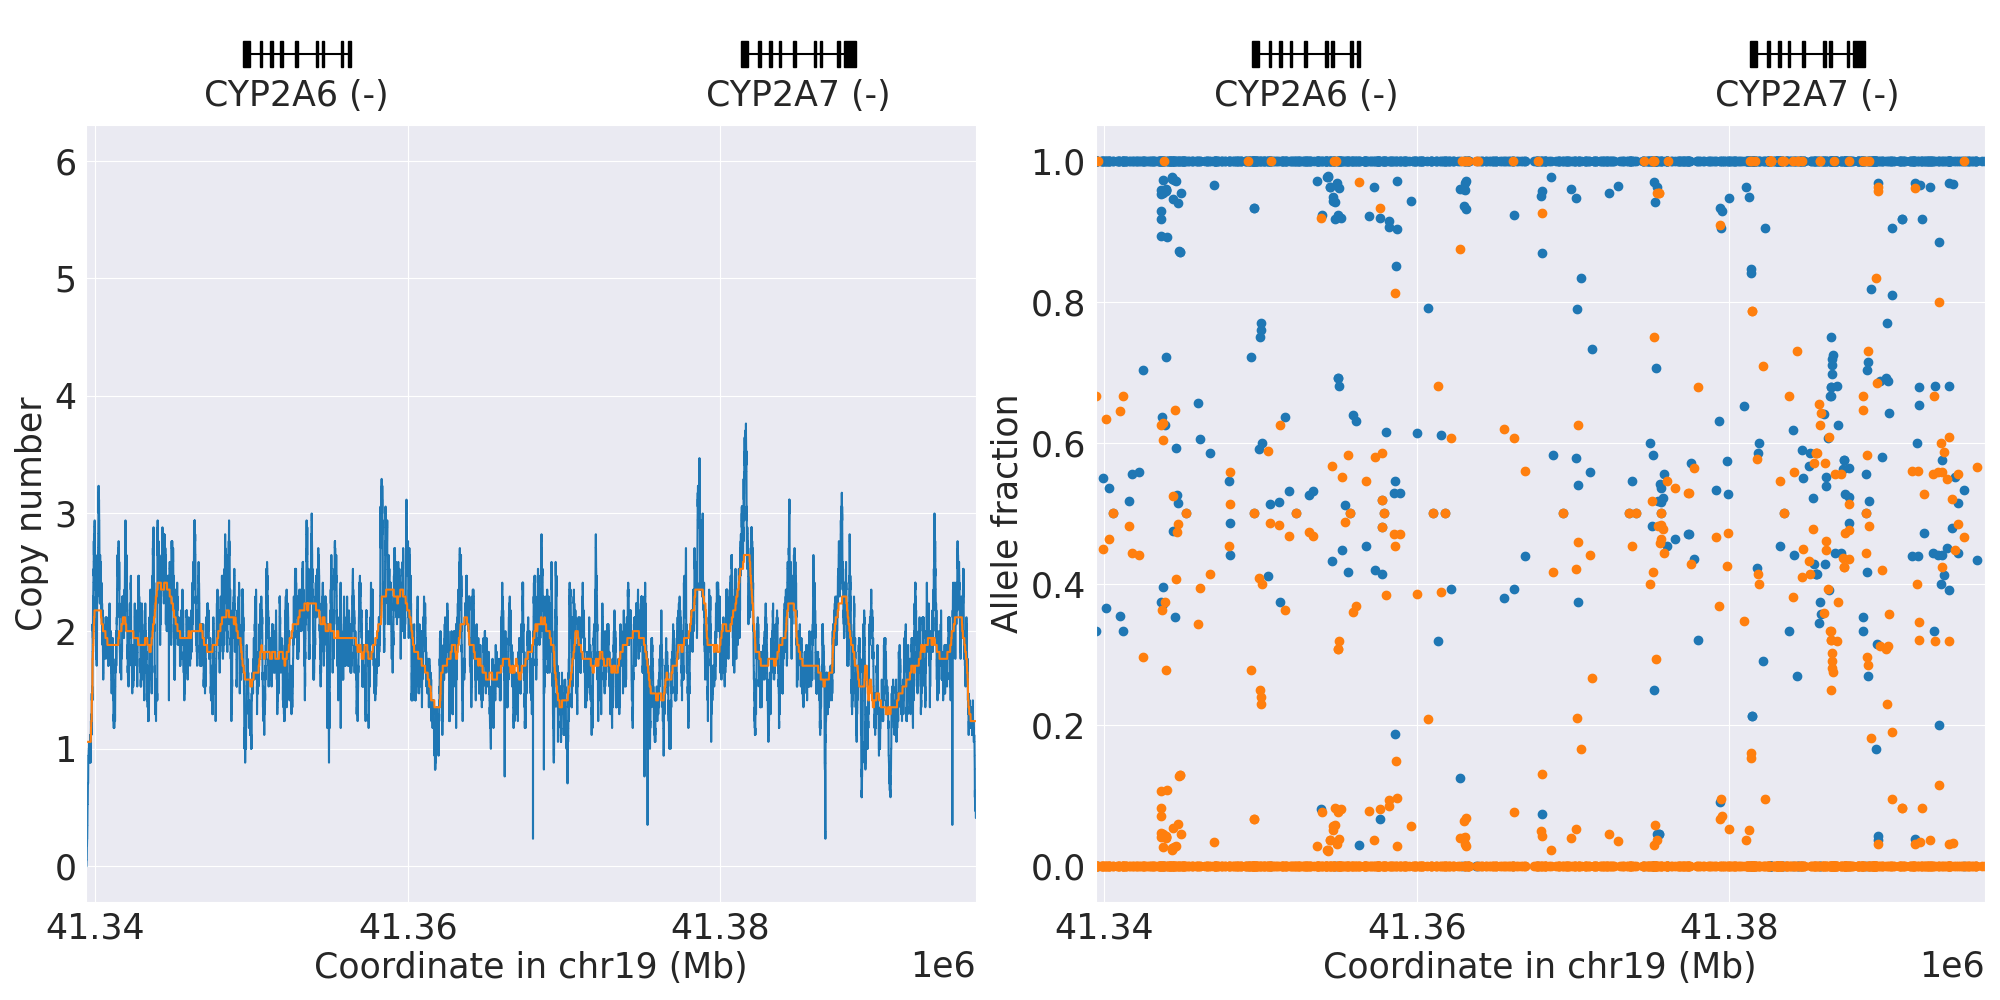 CYP2A6 (-)
CYP2A7 (-)
CYP2A6 (-)
CYP2A7 (-)
Copy number
6
5
4
3
2
1
0
41.34
41.36
41.38
Coordinate in chr19 (Mb)
1e6
Allele fraction
1.0
0.8
0.6
0.4
0.2
0.0
41.34
41.36
41.38
Coordinate in chr19 (Mb)
1e6